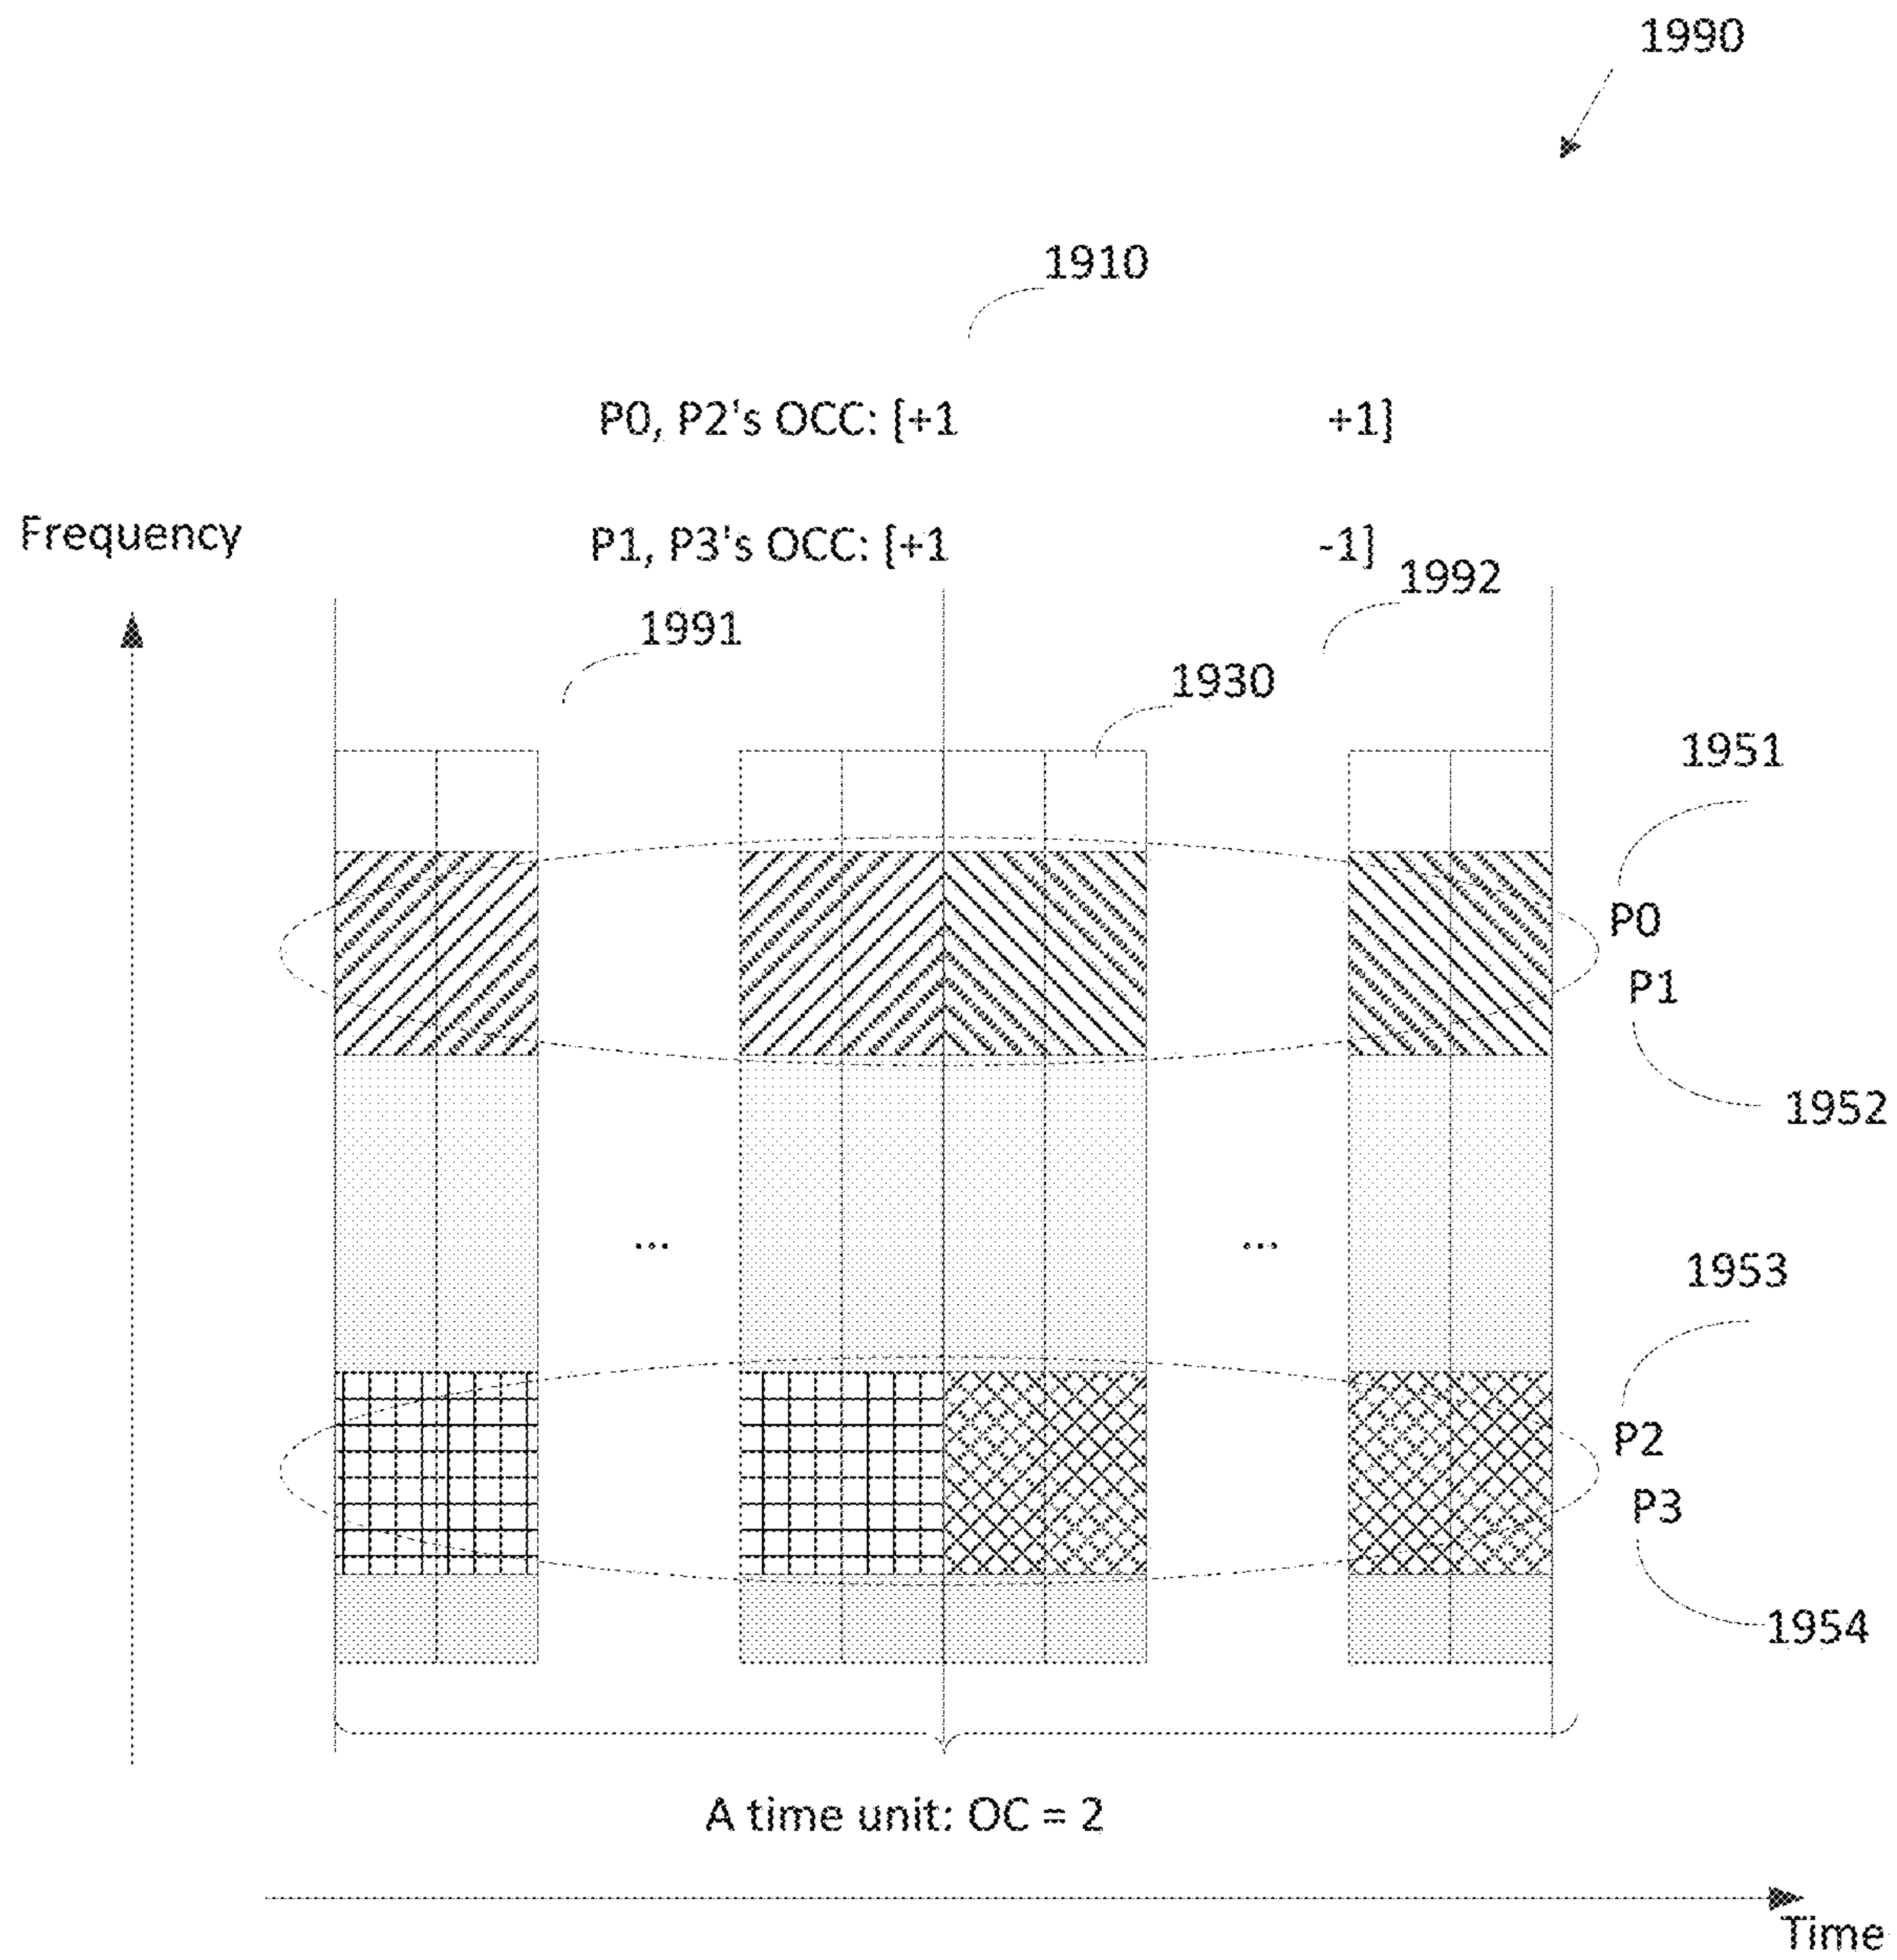 1990
1910
P0, P2's OCC: [+1 +1]
Frequency
P1, P3's OCC: [+1 -1]
1992
1991
1930
1951
P0
P1
1952
...
...
1953
P2
P3
1954
A time unit: OC = 2
Time